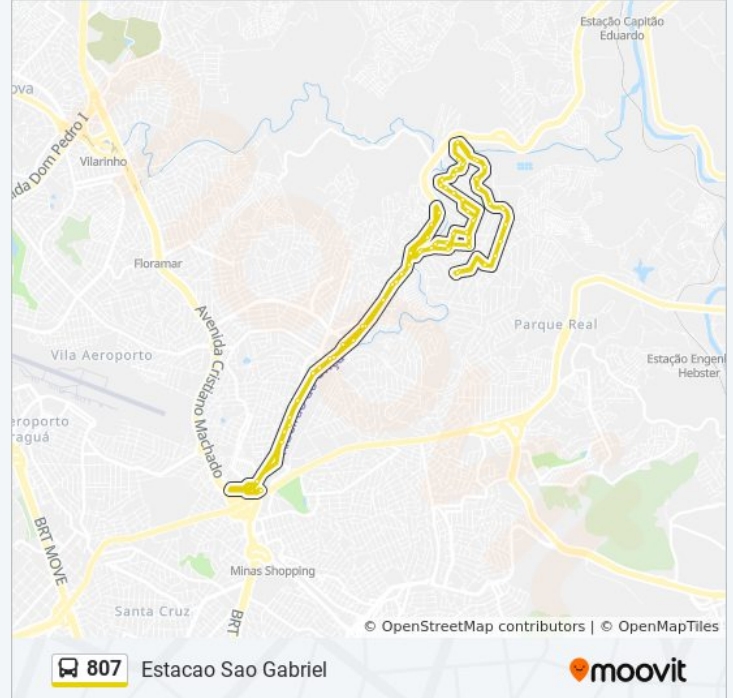 Estação Capitão
Eduardo
ova
ida Dom Pedro I
Vilarinho
Floramar
Avenida Cristiano Machado
Parque Real
Vila Aeroporto
Estação Engen
Hebster
eroporto
raguá
BRT MOVE
Minas Shopping
Santa Cruz
BRT
© OpenStreetMap contributors | © OpenMapTiles
807 Estacao Sao Gabriel
moovit